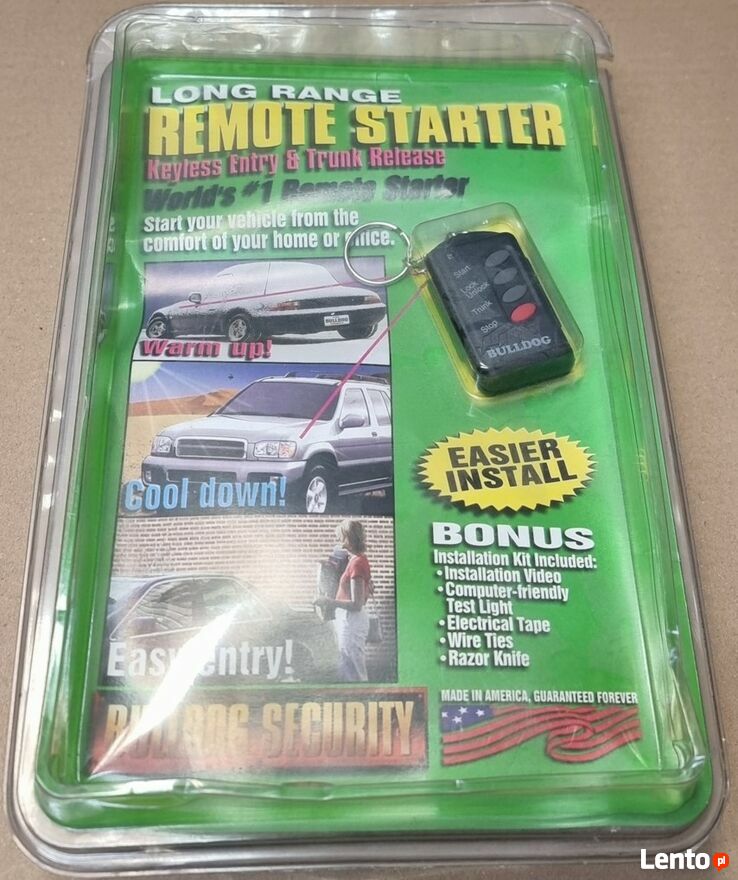 LONG RANGE
REMOTE STARTER
Keyless Entry & Trunk Release
World's #1 Remote Starter
Start your vehicle from the
comfort of your home or office.
Start
Lock
Unlock
Trunk
Stop
BULLDOG
BULLDOG
Warm up!
Cool down!
EASIER
INSTALL
BONUS
Installation Kit Included:
• Installation Video
• Computer-friendly
Test Light
• Electrical Tape
• Wire Ties
• Razor Knife
Easy entry!
BULLDOG SECURITY
MADE IN AMERICA, GUARANTEED FOREVER
Lento pl